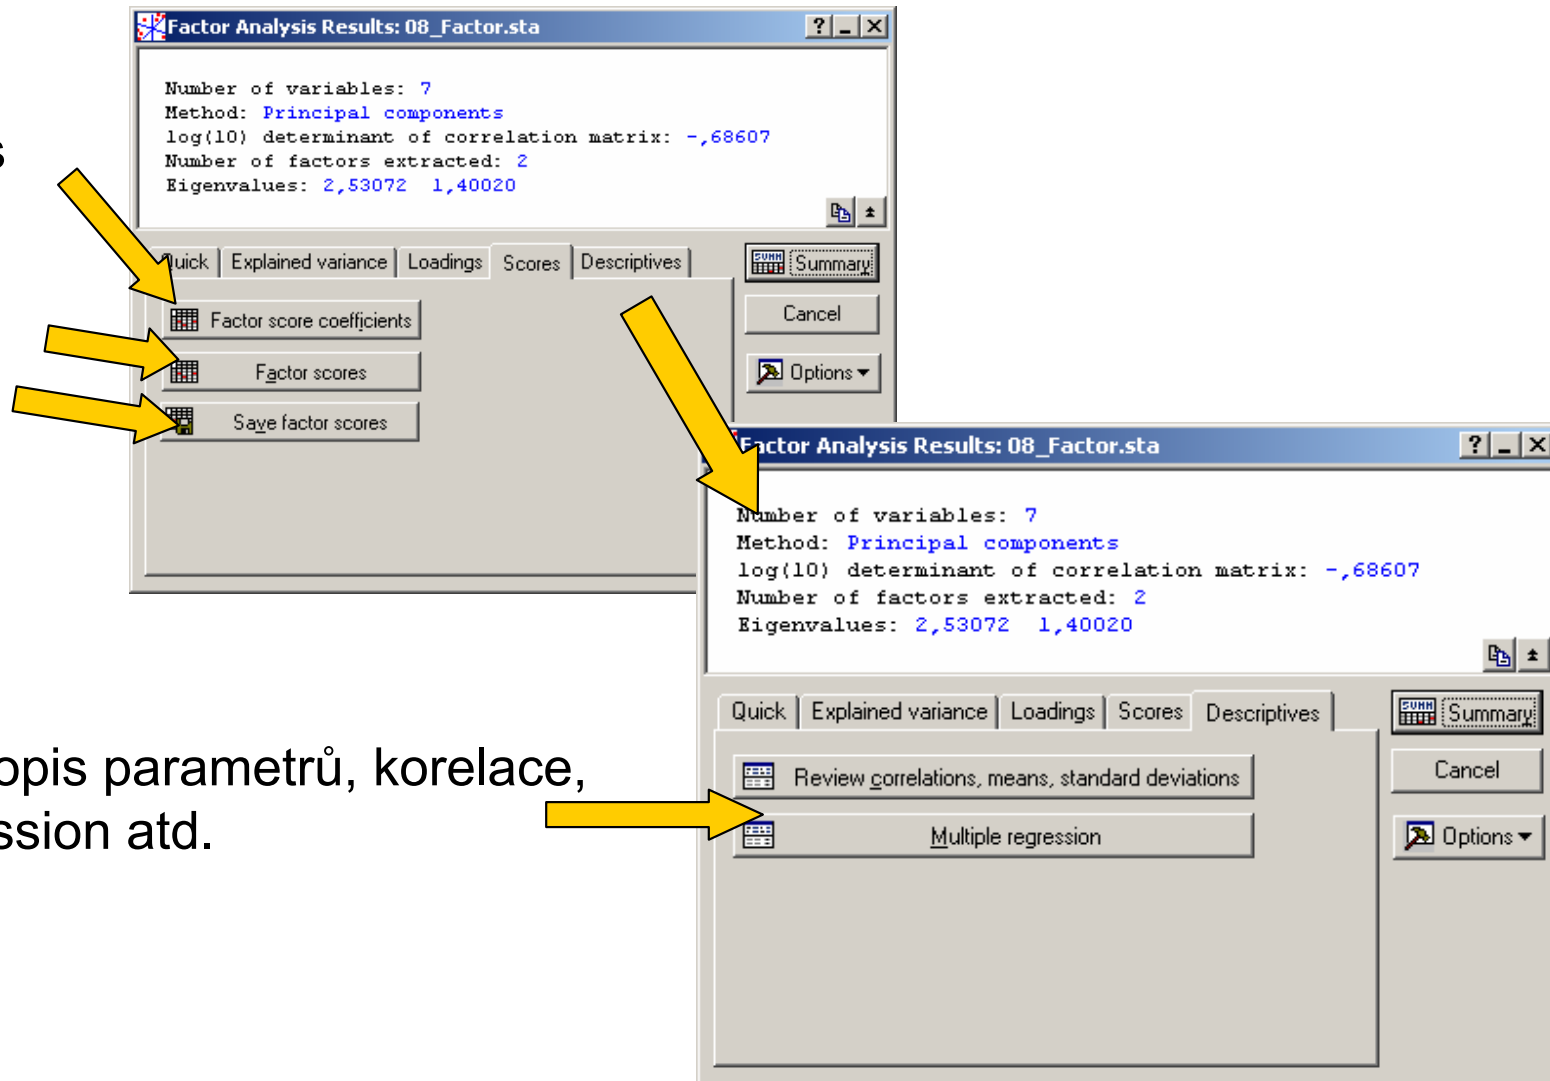 Factor Analysis Results: 08_Factor.sta
Number of variables: 7
Method: Principal components
log(10) determinant of correlation matrix: -,68607
Number of factors extracted: 2
Eigenvalues: 2,53072 1,40020
s
Quick Explained variance Loadings Scores Descriptives
Summary
Factor score coefficients
Cancel
Factor scores
Options
Save factor scores
Factor Analysis Results: 08_Factor.sta
Number of variables: 7
Method: Principal components
log(10) determinant of correlation matrix: -,68607
Number of factors extracted: 2
Eigenvalues: 2,53072 1,40020
Quick Explained variance Loadings Scores Descriptives
Summary
Review correlations, means, standard deviations
Cancel
Multiple regression
Options
opis parametrů, korelace,
ssion atd.